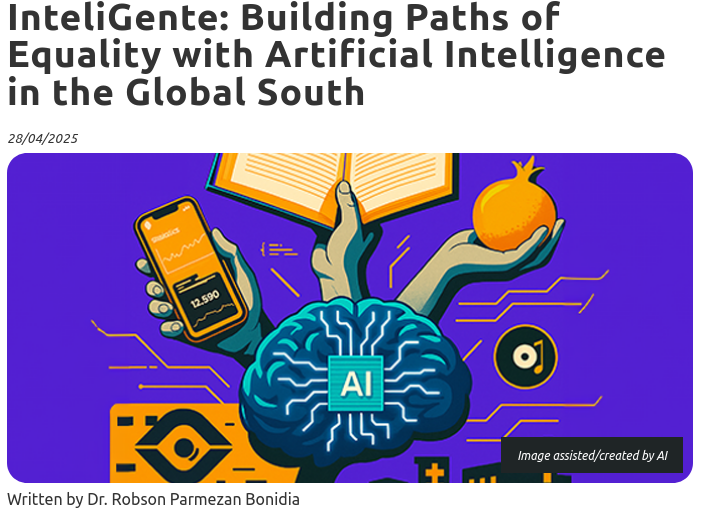 InteliGente: Building Paths of
Equality with Artificial Intelligence
in the Global South
28/04/2025
12.590
AI
Image assisted/created by AI
Written by Dr. Robson Parmezan Bonidia